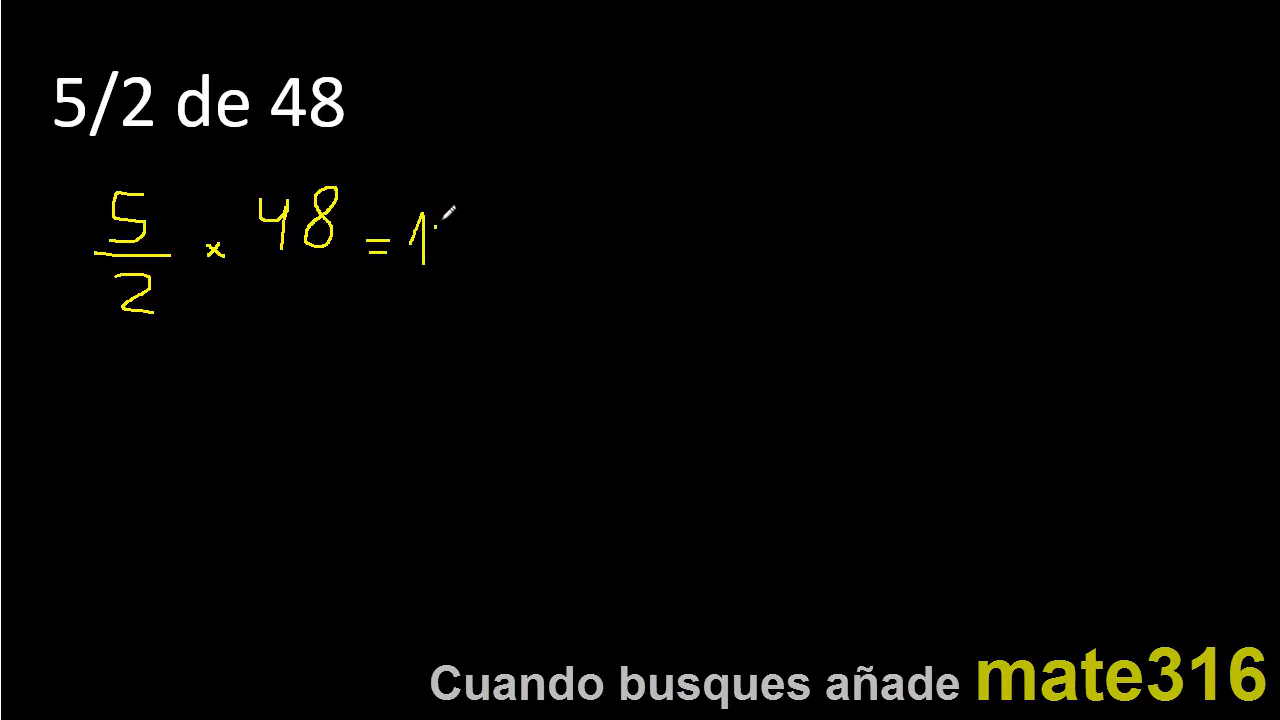 5/2 de 48
5/2 × 48 = 1
Cuando busques añade mate316